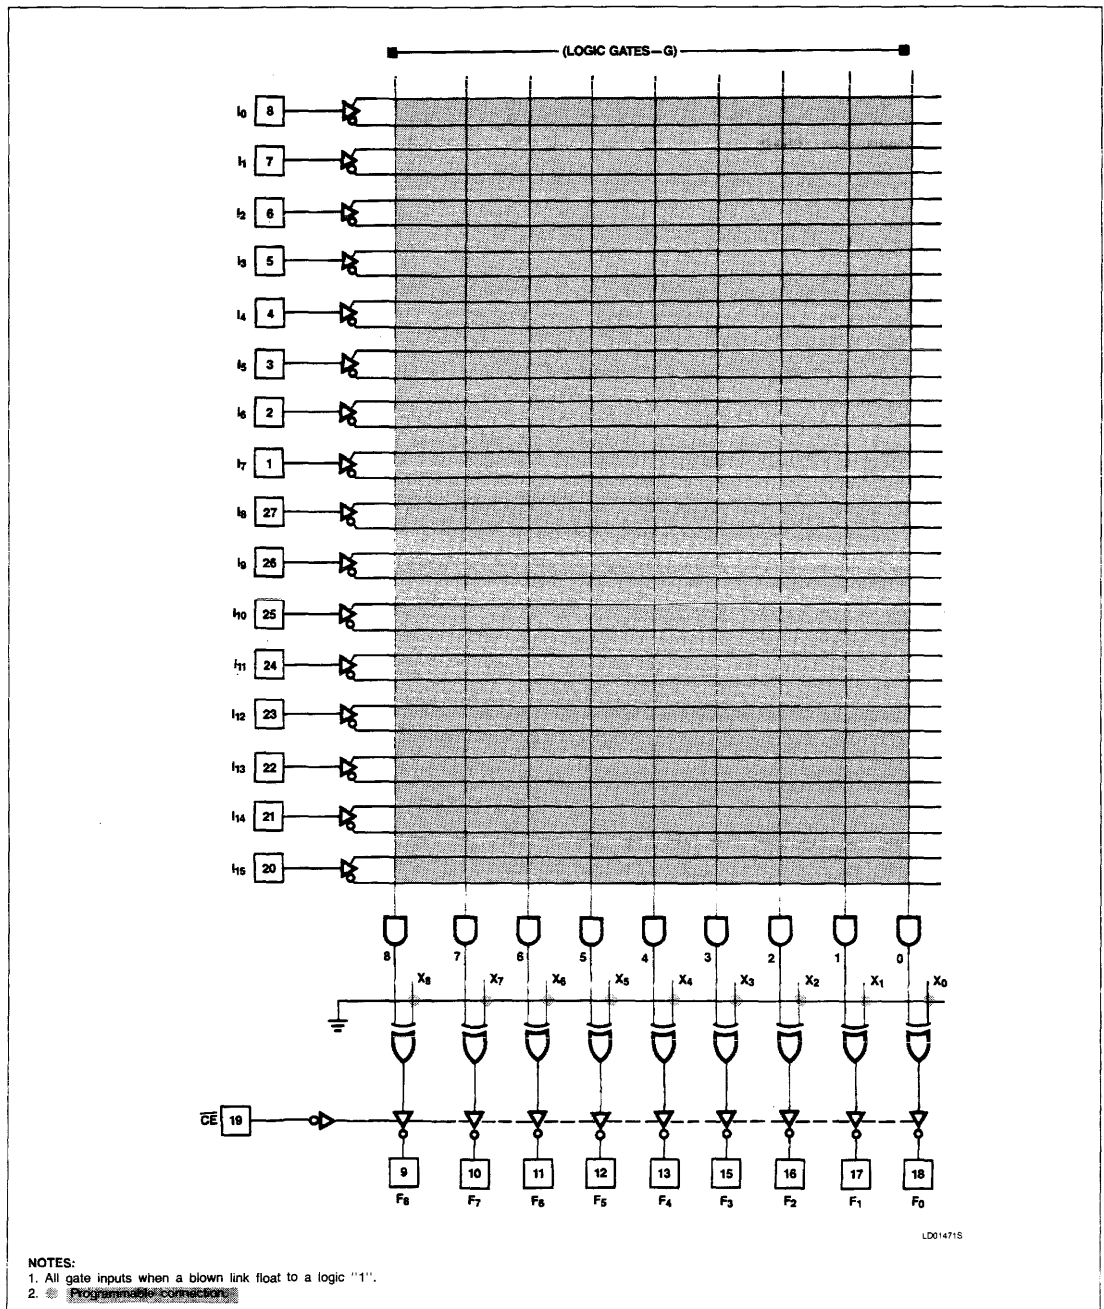 (LOGIC GATES—G)
I0 8
I1 7
I2 6
I3 5
I4 4
I5 3
I6 2
I7 1
I8 27
I9 26
I10 25
I11 24
I12 23
I13 22
I14 21
I15 20
8 7 6 5 4 3 2 1 0
X8 X7 X6 X5 X4 X3 X2 X1 X0
CE 19
9 10 11 12 13 15 16 17 18
F8 F7 F6 F5 F4 F3 F2 F1 F0
LD01471S
NOTES:
1. All gate inputs when a blown link float to a logic "1".
2. Programmable connection.